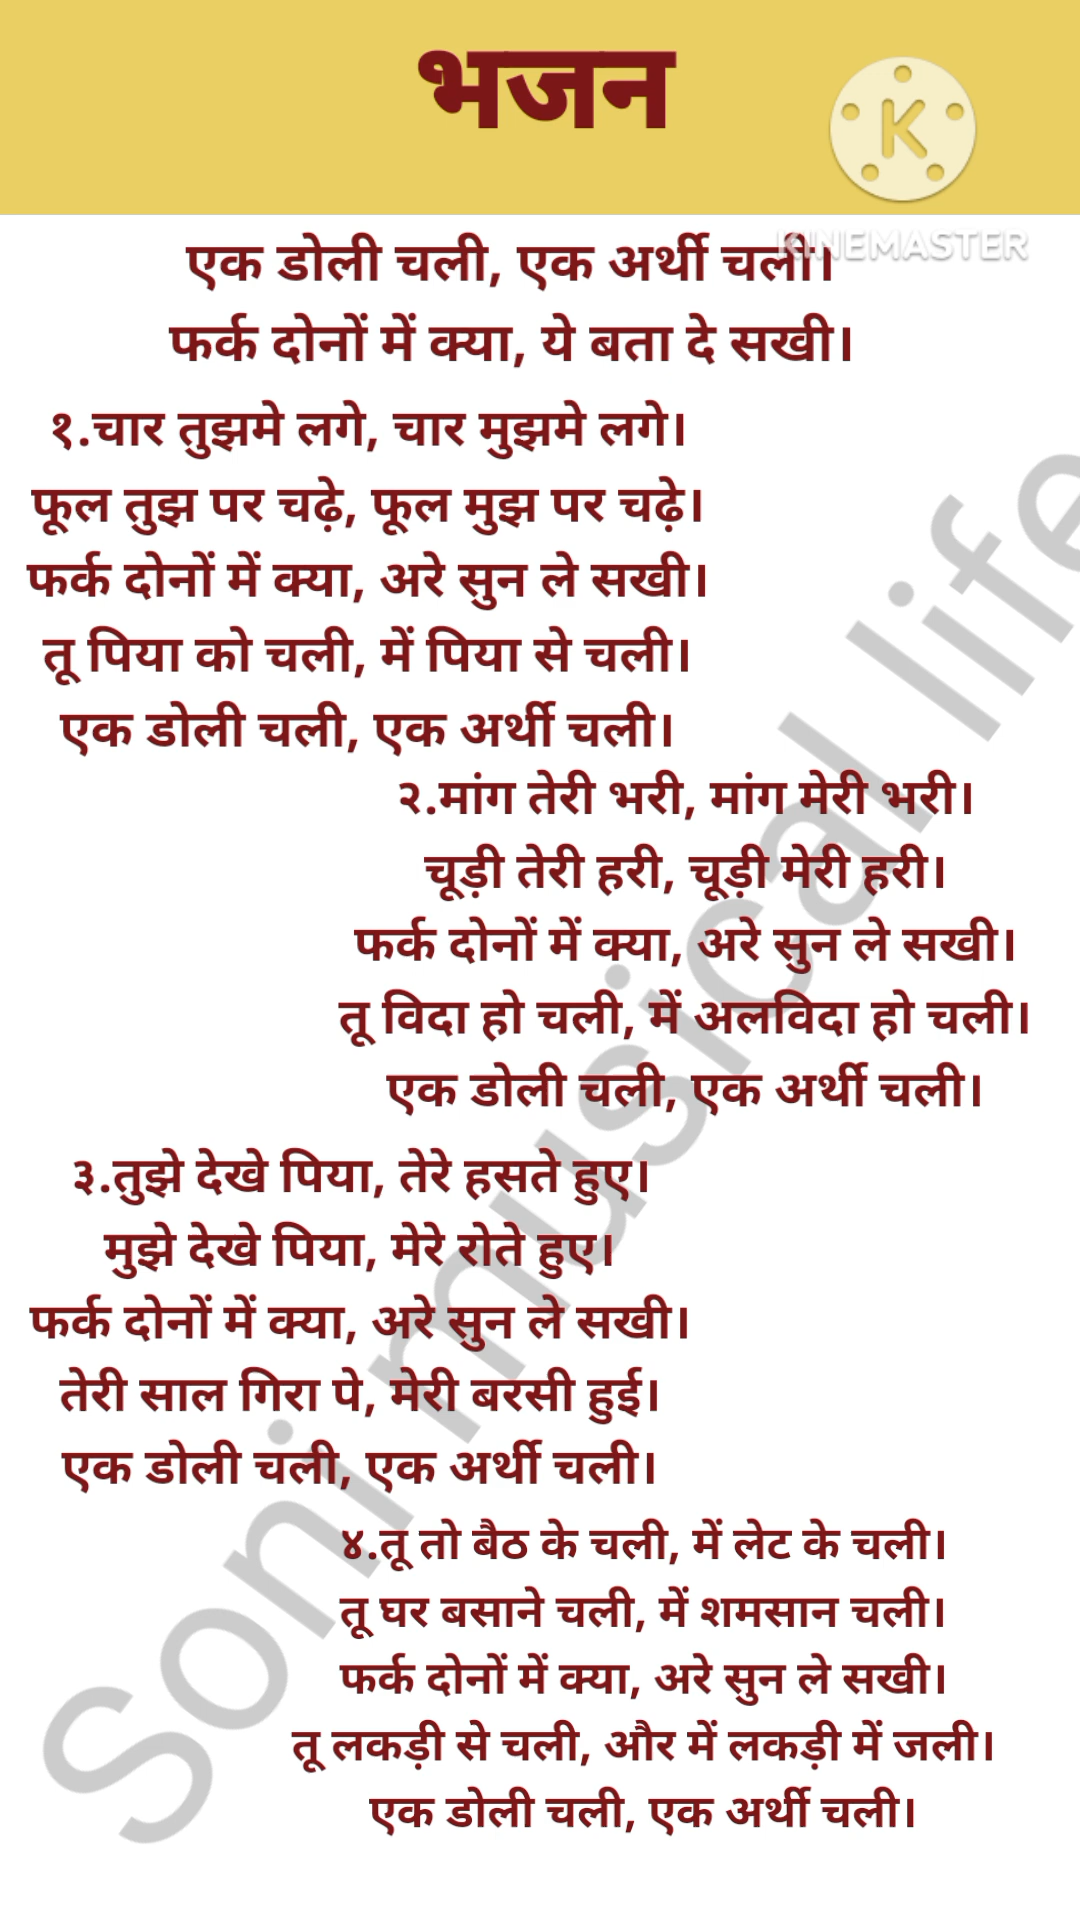 भजन
K
KINEMASTER
एक डोली चली, एक अर्थी चली।
फर्क दोनों में क्या, ये बता दे सखी।
१.चार तुझमे लगे, चार मुझमे लगे।
फूल तुझ पर चढ़े, फूल मुझ पर चढ़े।
फर्क दोनों में क्या, अरे सुन ले सखी।
तू पिया को चली, में पिया से चली।
एक डोली चली, एक अर्थी चली।
२.मांग तेरी भरी, मांग मेरी भरी।
चूड़ी तेरी हरी, चूड़ी मेरी हरी।
फर्क दोनों में क्या, अरे सुन ले सखी।
तू विदा हो चली, में अलविदा हो चली।
एक डोली चली, एक अर्थी चली।
३.तुझे देखे पिया, तेरे हसते हुए।
मुझे देखे पिया, मेरे रोते हुए।
फर्क दोनों में क्या, अरे सुन ले सखी।
तेरी साल गिरा पे, मेरी बरसी हुई।
एक डोली चली, एक अर्थी चली।
४.तू तो बैठ के चली, में लेट के चली।
तू घर बसाने चली, में शमसान चली।
फर्क दोनों में क्या, अरे सुन ले सखी।
तू लकड़ी से चली, और में लकड़ी में जली।
एक डोली चली, एक अर्थी चली।
Soni musical life